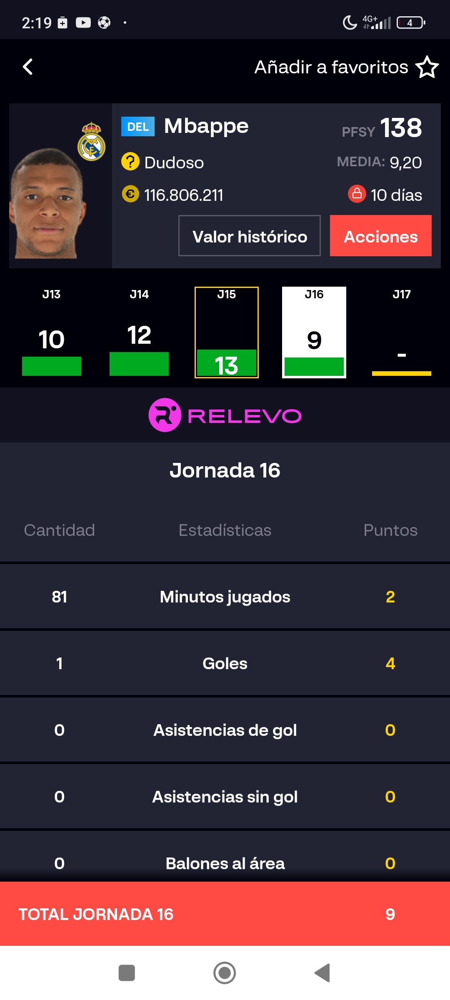 2:19 4G+ 4
Añadir a favoritos
DEL Mbappe PFSY 138
? Dudoso MEDIA: 9,20
€ 116.806.211 10 días
Valor histórico Acciones
J13 J14 J15 J16 J17
10 12 13 9 -
R RELEVO
Jornada 16
Cantidad Estadísticas Puntos
81 Minutos jugados 2
1 Goles 4
0 Asistencias de gol 0
0 Asistencias sin gol 0
0 Balones al área 0
TOTAL JORNADA 16 9